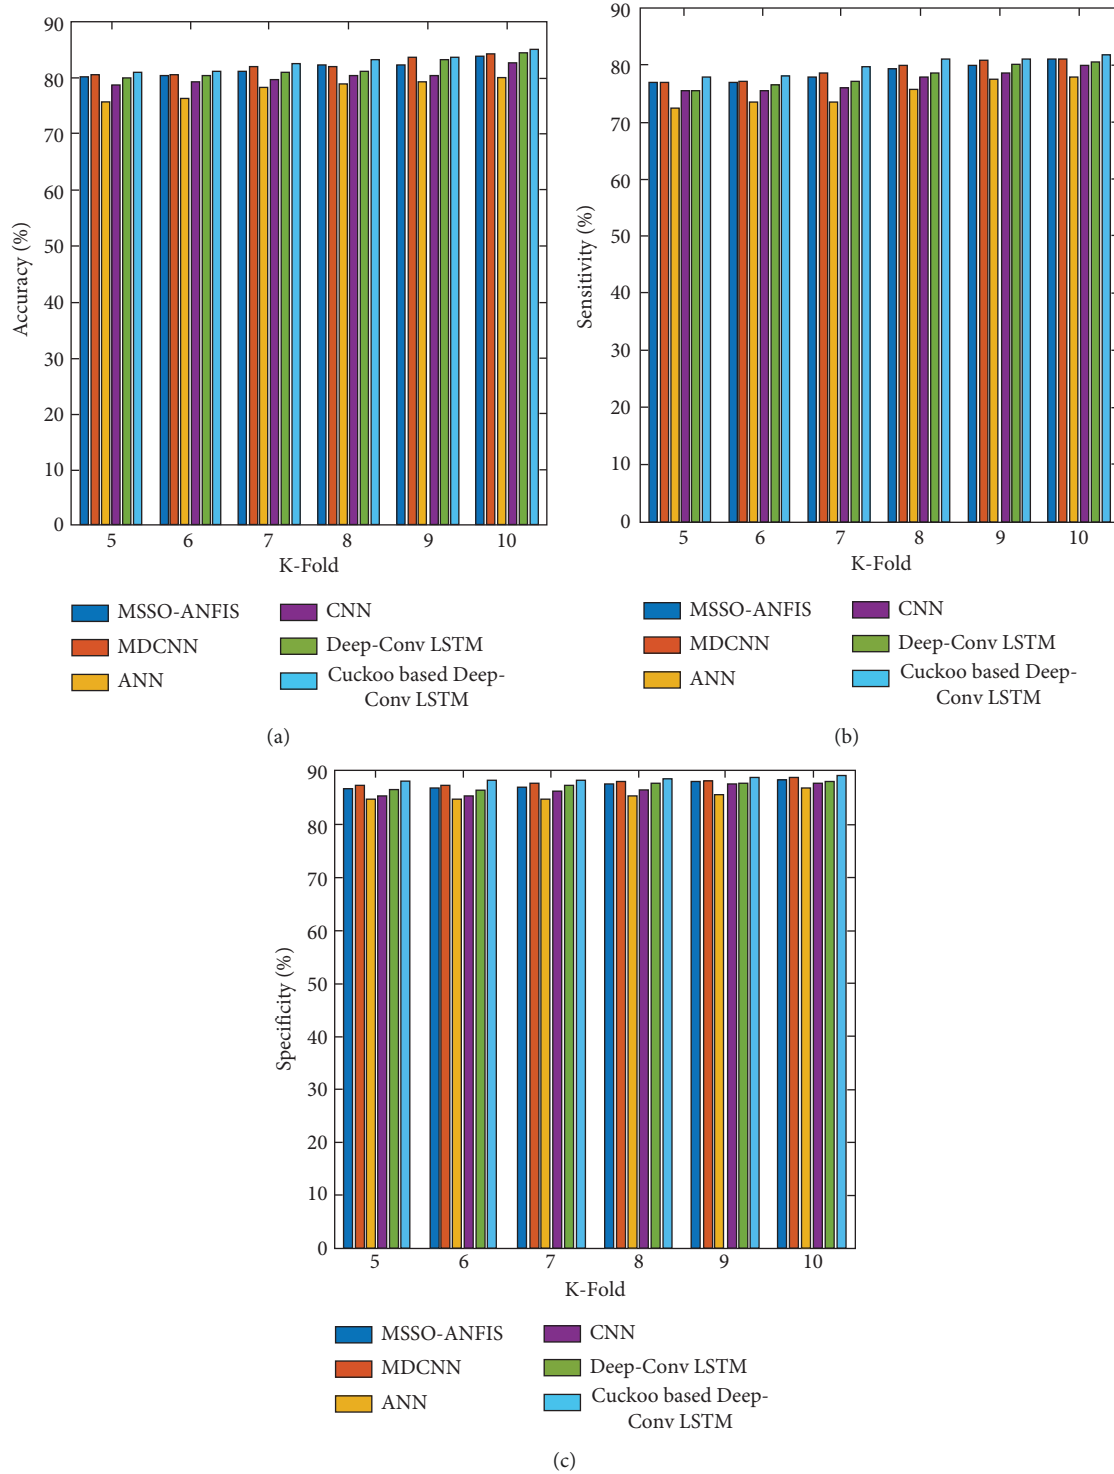 90
80
70
60
50
40
30
20
10
0
Accuracy (%)
5 6 7 8 9 10
K-Fold
MSSO-ANFIS
MDCNN
ANN
CNN
Deep-Conv LSTM
Cuckoo based Deep-
Conv LSTM
(a)
90
80
70
60
50
40
30
20
10
0
Sensitivity (%)
5 6 7 8 9 10
K-Fold
MSSO-ANFIS
MDCNN
ANN
CNN
Deep-Conv LSTM
Cuckoo based Deep-
Conv LSTM
(b)
90
80
70
60
50
40
30
20
10
0
Specificity (%)
5 6 7 8 9 10
K-Fold
MSSO-ANFIS
MDCNN
ANN
CNN
Deep-Conv LSTM
Cuckoo based Deep-
Conv LSTM
(c)